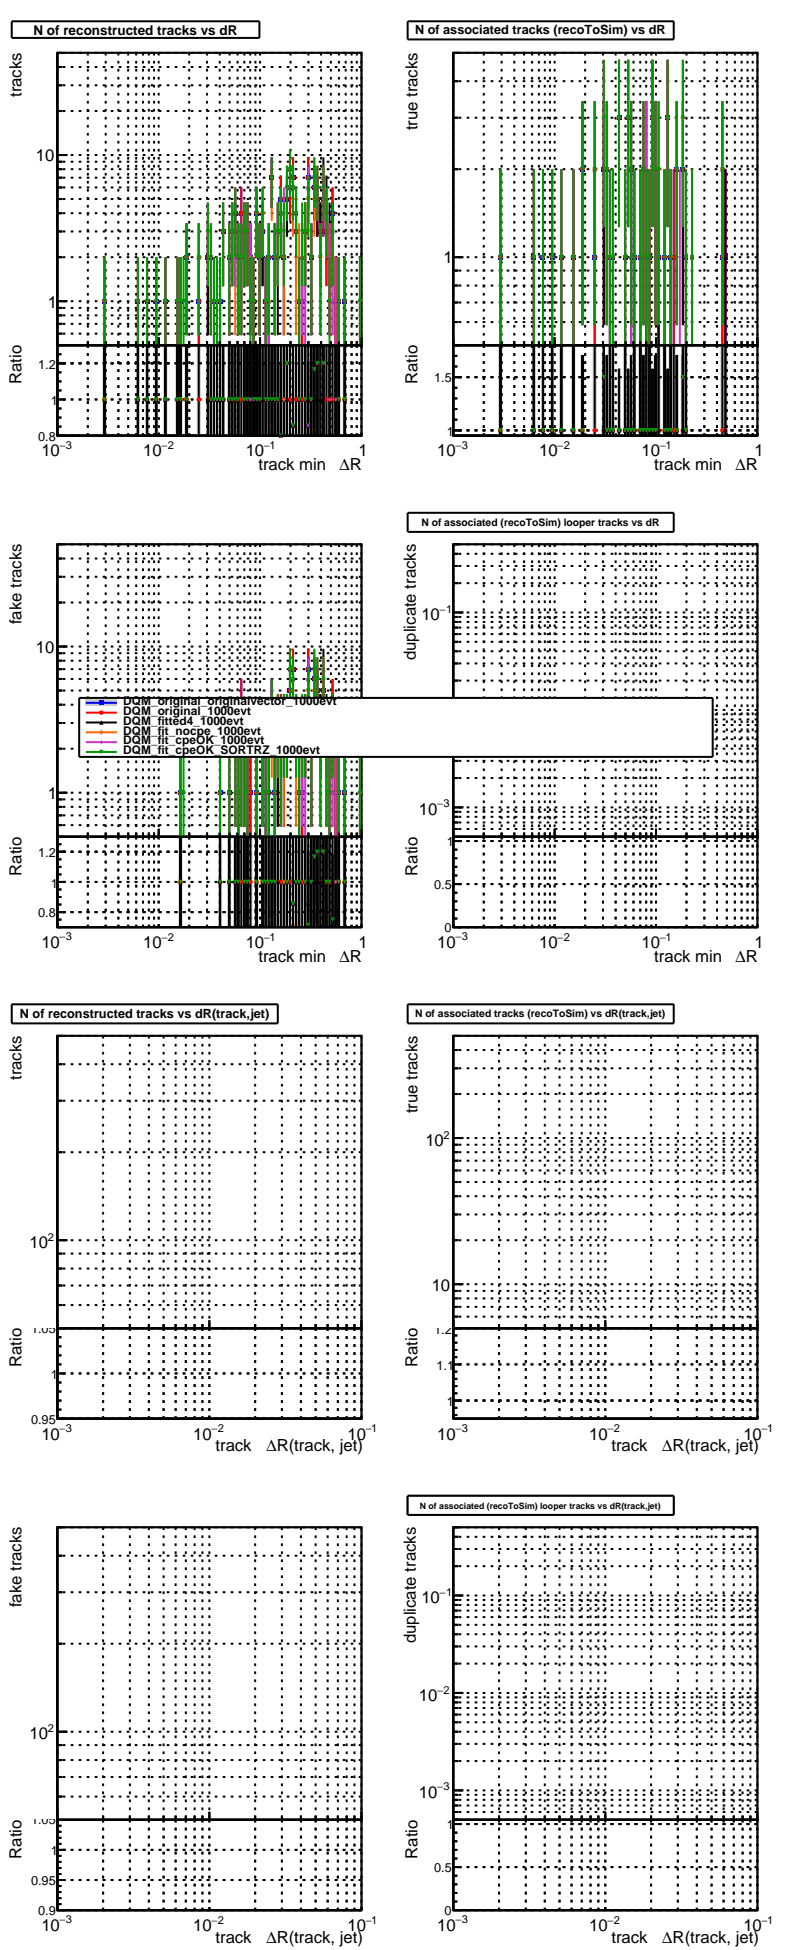 N of reconstructed tracks vs dR
tracks
10
1
Ratio
1.2
1
0.8
10⁻³ 10⁻² 10⁻¹ 1
track min ΔR
N of associated tracks (recoToSim) vs dR
true tracks
1
Ratio
1.5
1
10⁻³ 10⁻² 10⁻¹ 1
track min ΔR
fake tracks
10
1
Ratio
1.2
1
0.8
10⁻³ 10⁻² 10⁻¹ 1
track min ΔR
N of associated (recoToSim) looper tracks vs dR
duplicate tracks
10⁻¹
10⁻³
Ratio
1
0.5
0
10⁻³ 10⁻² 10⁻¹ 1
track min ΔR
DQM_original_originalvector_1000evt
DQM_original_1000evt
DQM_fitted4_1000evt
DQM_fit_nocpe_1000evt
DQM_fit_cpeOK_1000evt
DQM_fit_cpeOK_SORTRZ_1000evt
N of reconstructed tracks vs dR(track,jet)
tracks
10²
Ratio
1.05
1
0.95
10⁻³ 10⁻² 10⁻¹
track ΔR(track, jet)
N of associated tracks (recoToSim) vs dR(track,jet)
true tracks
10²
10
Ratio
1.2
1.1
1
10⁻³ 10⁻² 10⁻¹
track ΔR(track, jet)
fake tracks
10²
Ratio
1.05
1
0.95
0.9
10⁻³ 10⁻² 10⁻¹
track ΔR(track, jet)
N of associated (recoToSim) looper tracks vs dR(track,jet)
duplicate tracks
10⁻¹
10⁻²
10⁻³
Ratio
1
0.5
0
10⁻³ 10⁻² 10⁻¹
track ΔR(track, jet)